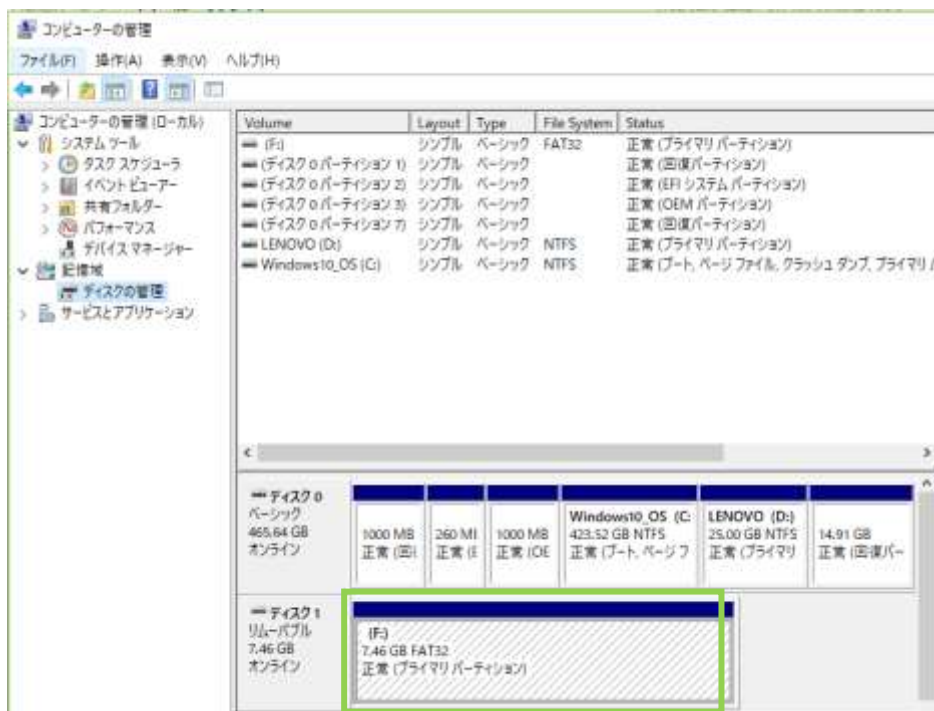 コンピューターの管理
ファイル(F) 操作(A) 表示(V) ヘルプ(H)
コンピューターの管理 (ローカル)
システム ツール
タスク スケジューラ
イベント ビューアー
共有フォルダー
パフォーマンス
デバイス マネージャー
記憶域
ディスクの管理
サービスとアプリケーション
Volume Layout Type File System Status
(F:) シンプル ベーシック FAT32 正常 (プライマリ パーティション)
(ディスク 0 パーティション 1) シンプル ベーシック 正常 (回復パーティション)
(ディスク 0 パーティション 2) シンプル ベーシック 正常 (EFI システム パーティション)
(ディスク 0 パーティション 3) シンプル ベーシック 正常 (OEM パーティション)
(ディスク 0 パーティション 7) シンプル ベーシック 正常 (回復パーティション)
LENOVO (D:) シンプル ベーシック NTFS 正常 (プライマリ パーティション)
Windows10_OS (C:) シンプル ベーシック NTFS 正常 (ブート, ページ ファイル, クラッシュ ダンプ, プライマリ
ディスク 0
ベーシック
465.64 GB
オンライン
1000 MB
正常 (回
260 MI
正常 (E
1000 MB
正常 (OE
Windows10_OS (C:
423.52 GB NTFS
正常 (ブート, ページ フ
LENOVO (D:)
25.00 GB NTFS
正常 (プライマリ
14.91 GB
正常 (回復パー
ディスク 1
リムーバブル
7.46 GB
オンライン
(F:)
7.46 GB FAT32
正常 (プライマリ パーティション)